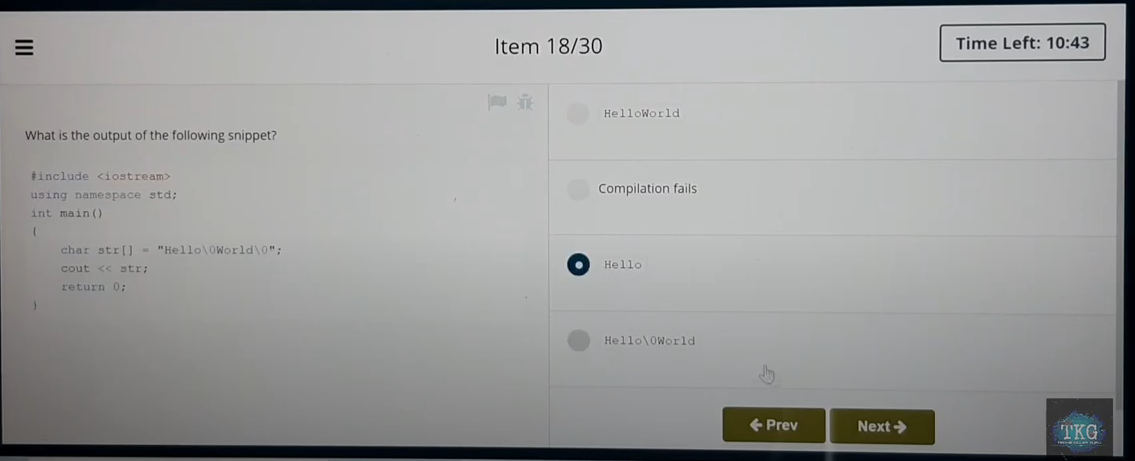 Item 18/30
Time Left: 10:43
What is the output of the following snippet?
#include <iostream>
using namespace std;
int main()
{
char str[] = "Hello\0World\0";
cout << str;
return 0;
}
HelloWorld
Compilation fails
Hello
Hello\0World
Prev
Next
TKG